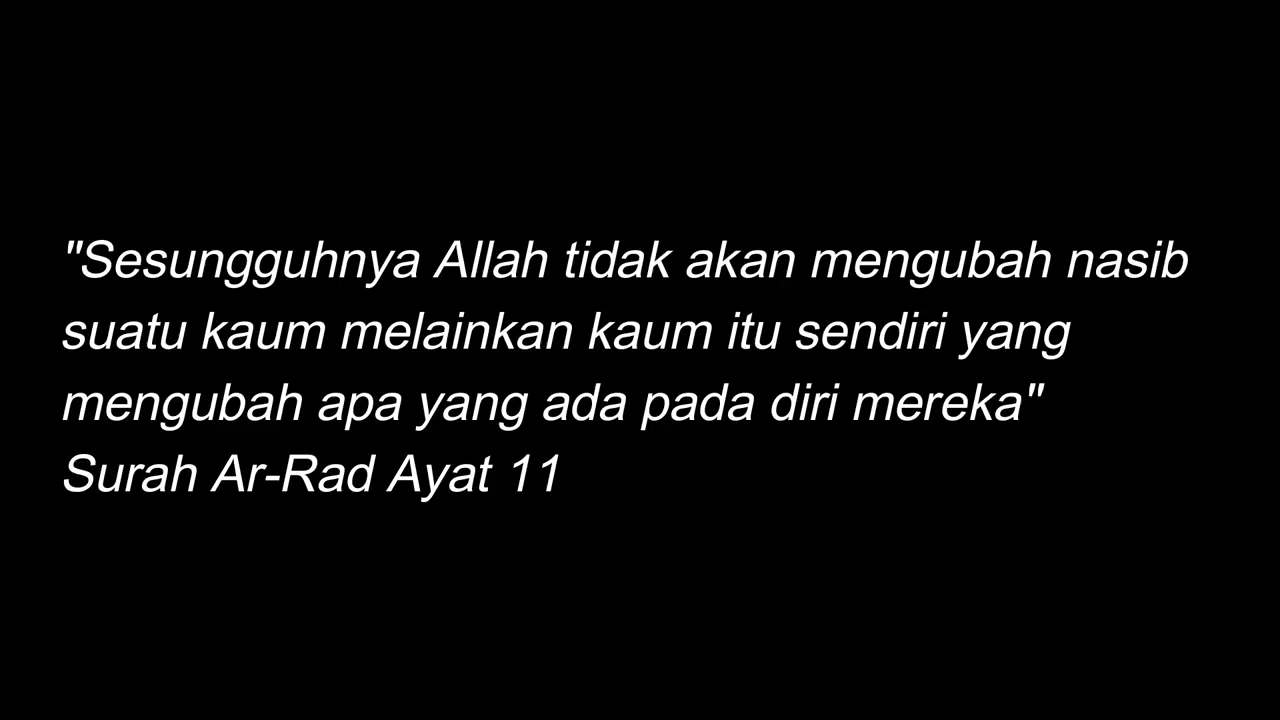 "Sesungguhnya Allah tidak akan mengubah nasib
suatu kaum melainkan kaum itu sendiri yang
mengubah apa yang ada pada diri mereka"
Surah Ar-Rad Ayat 11